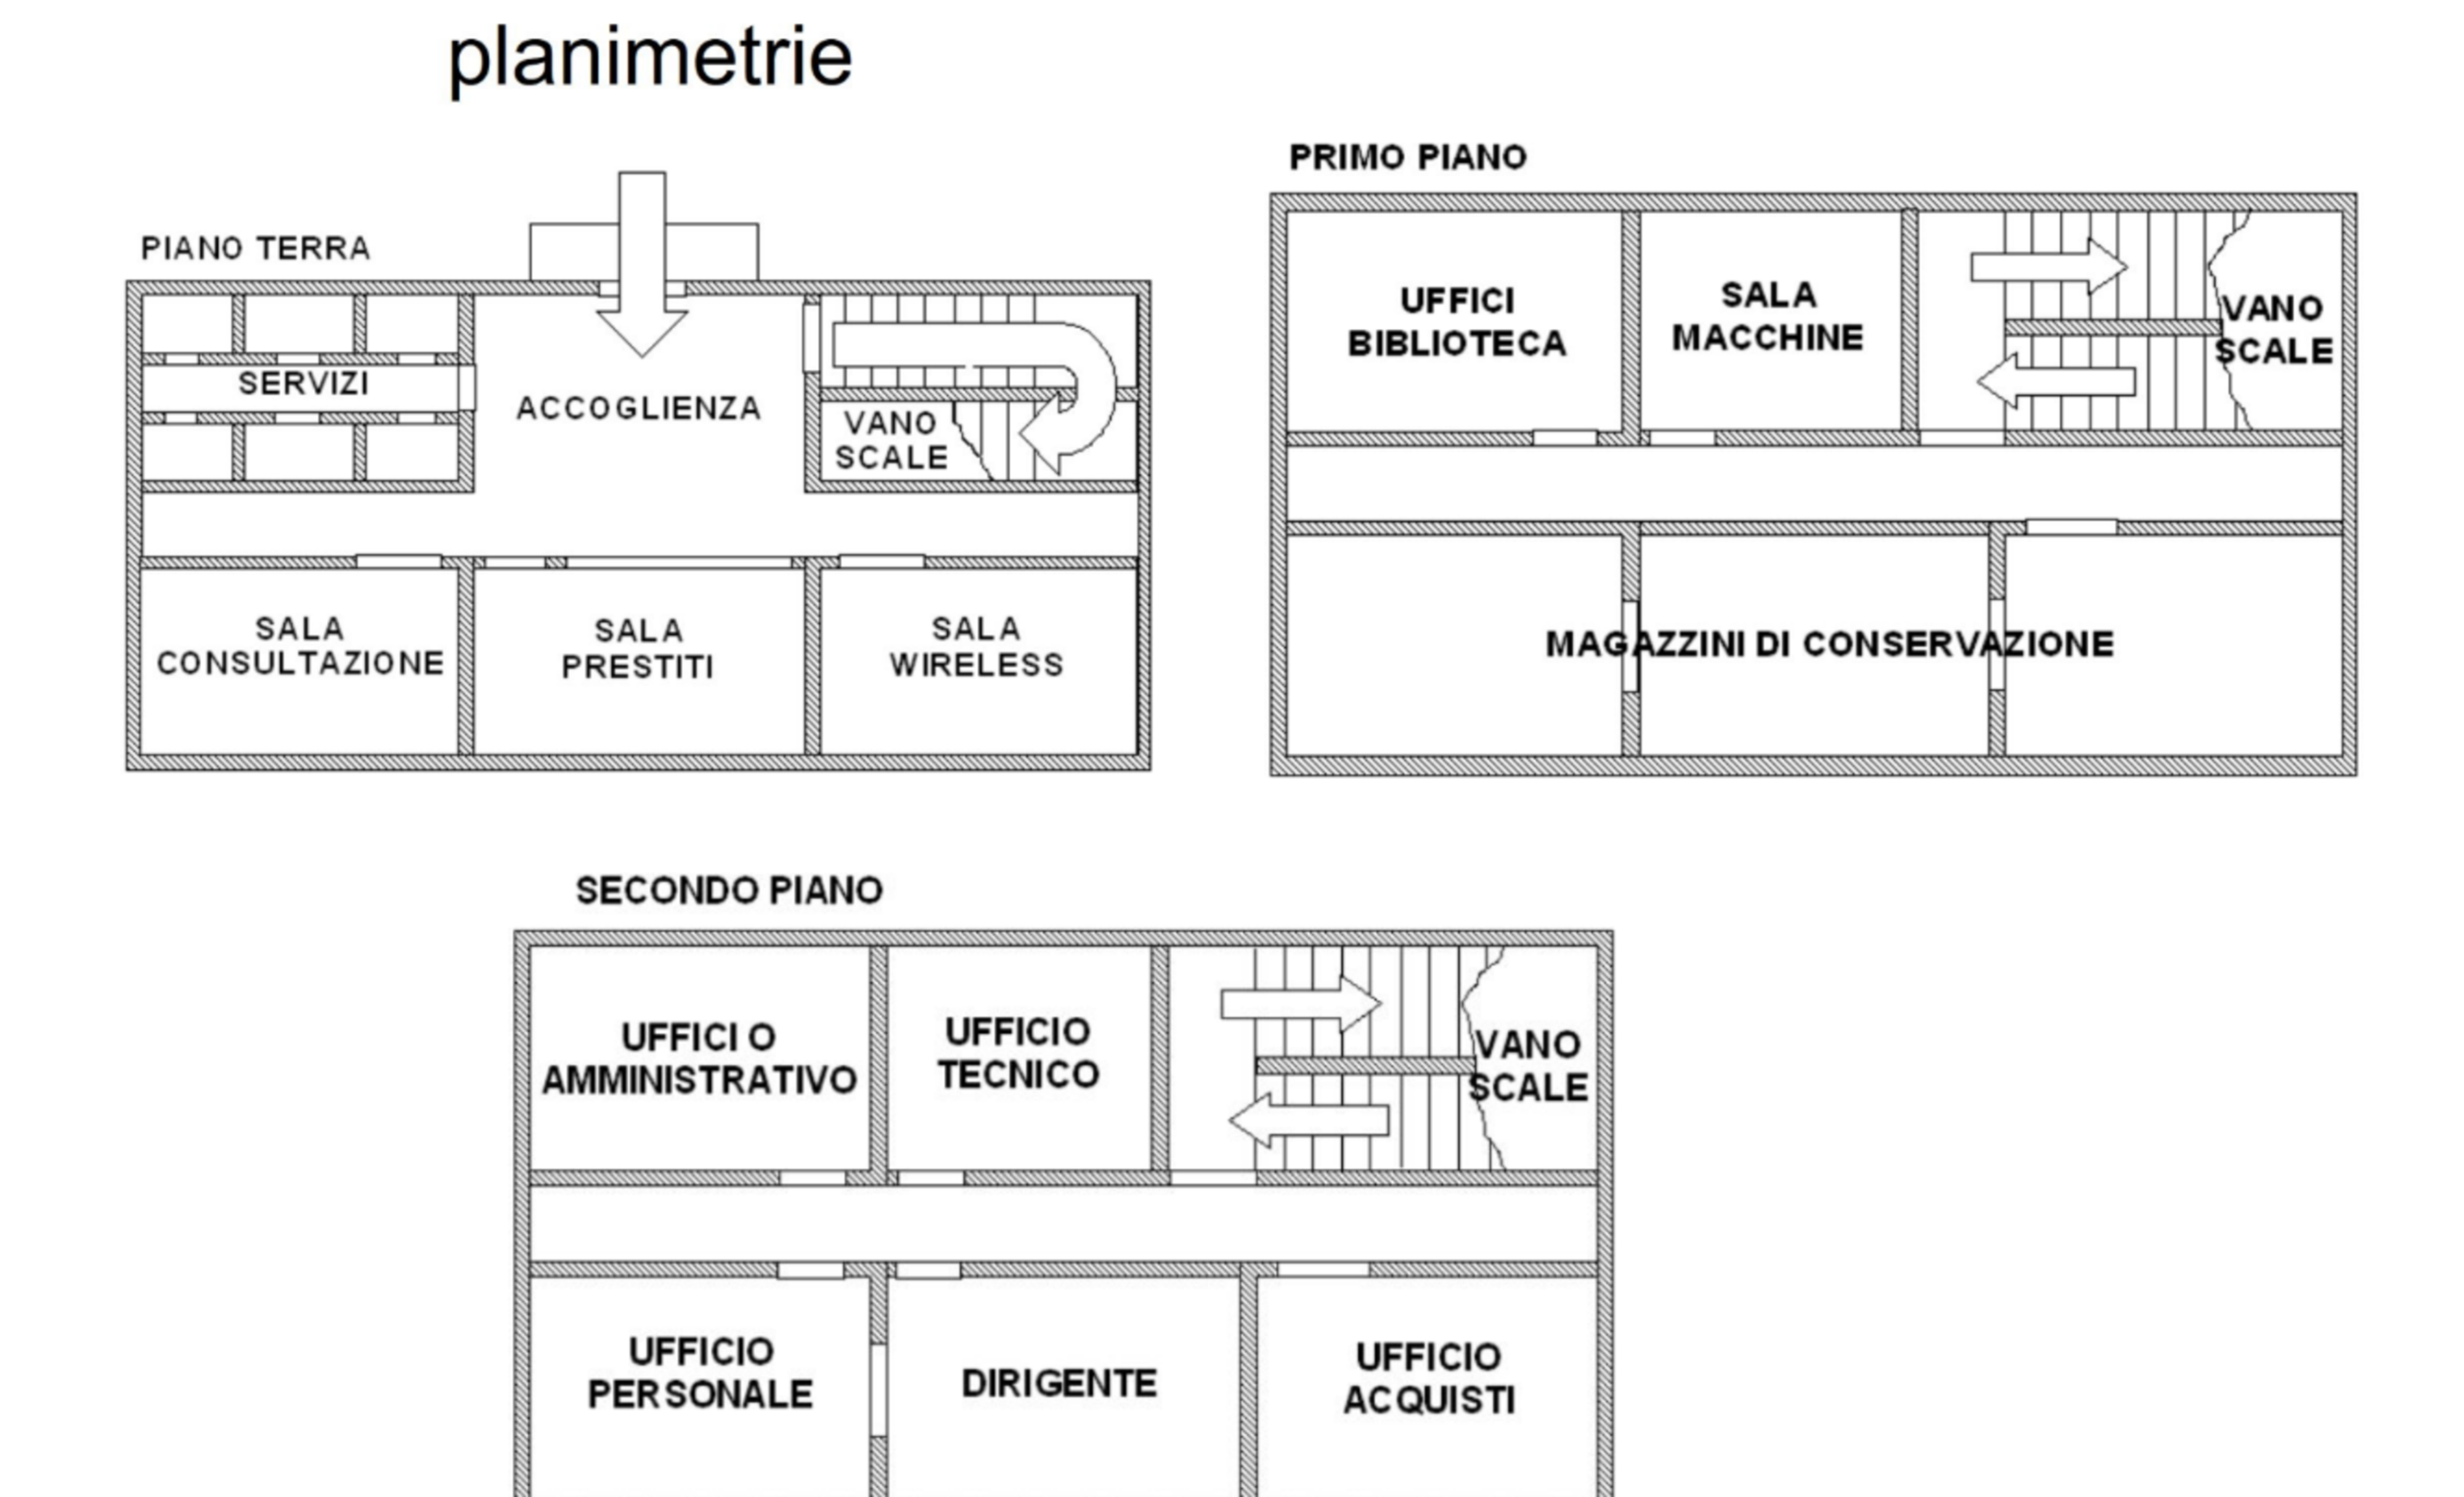 planimetrie
PIANO TERRA
SERVIZI
ACCOGLIENZA
VANO
SCALE
SALA
CONSULTAZIONE
SALA
PRESTITI
SALA
WIRELESS
PRIMO PIANO
UFFICI
BIBLIOTECA
SALA
MACCHINE
VANO
SCALE
MAGAZZINI DI CONSERVAZIONE
SECONDO PIANO
UFFICI O
AMMINISTRATIVO
UFFICIO
TECNICO
VANO
SCALE
UFFICIO
PERSONALE
DIRIGENTE
UFFICIO
ACQUISTI